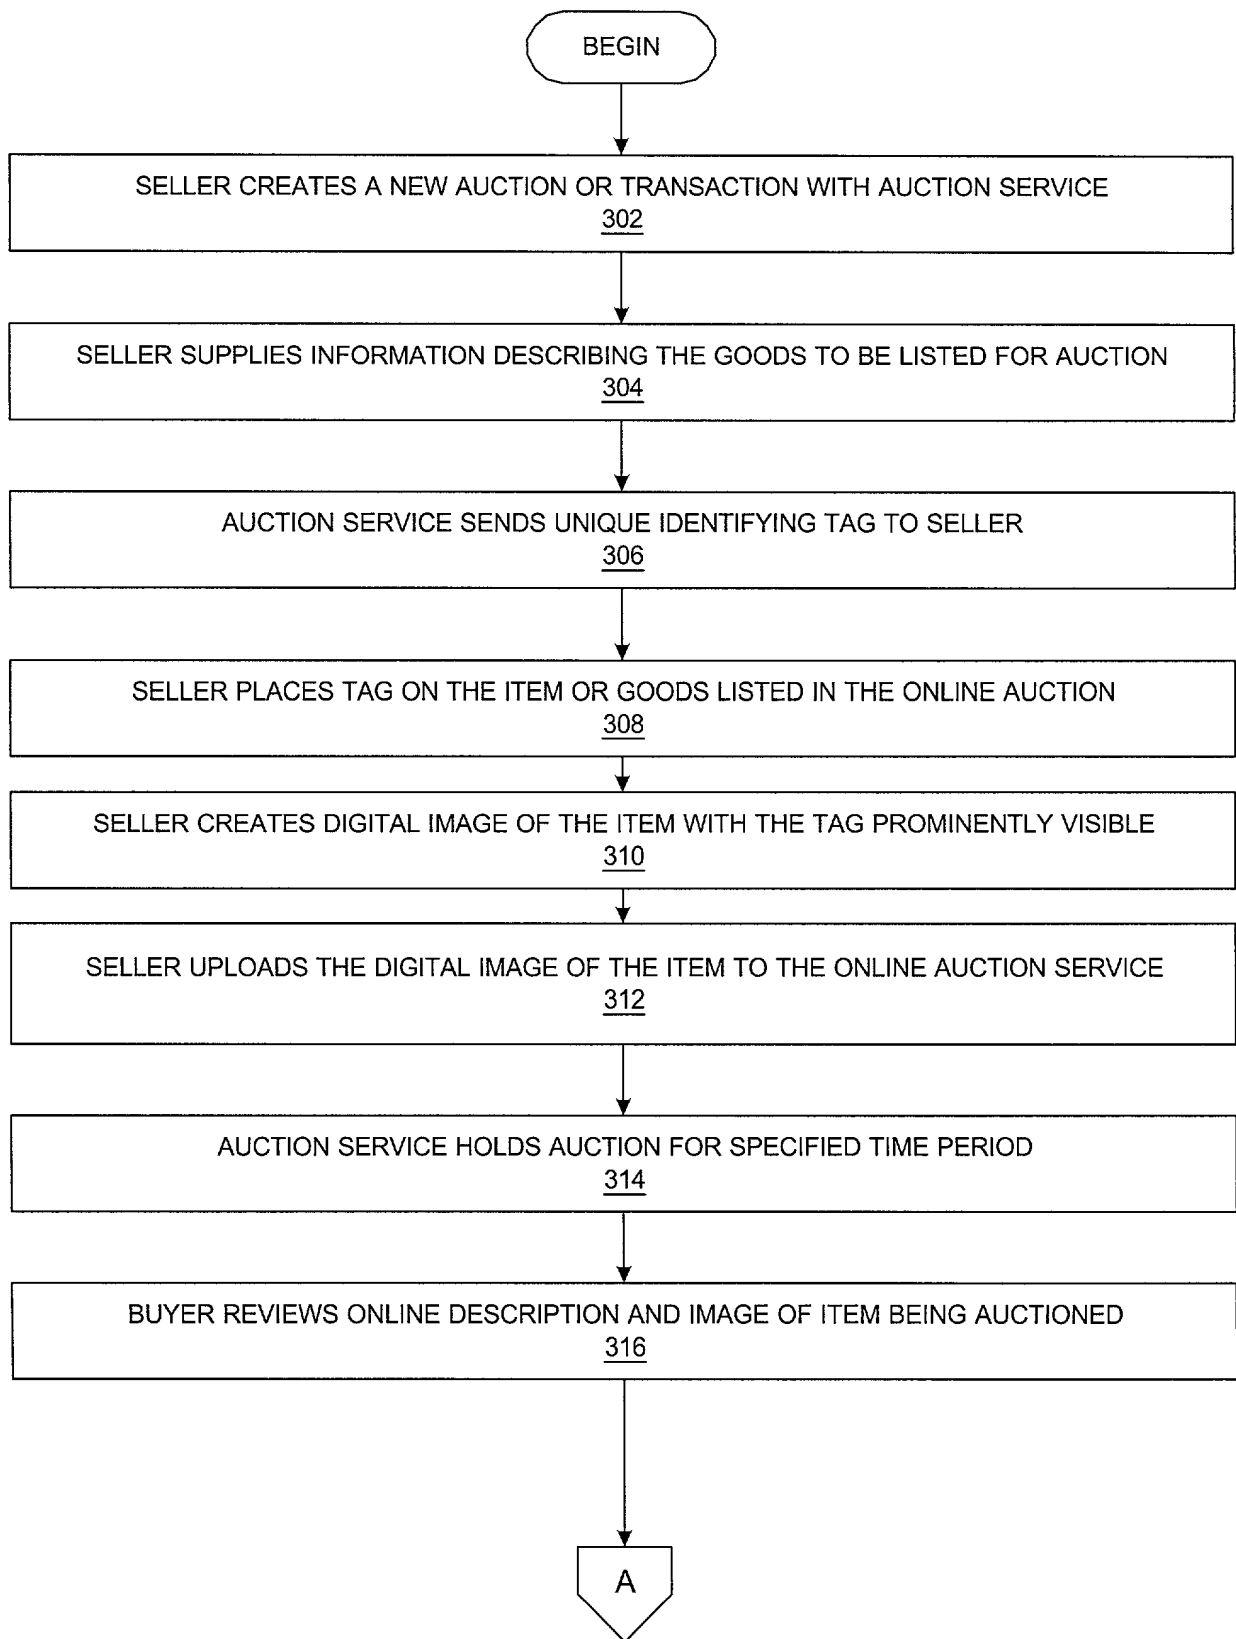 BEGIN
SELLER CREATES A NEW AUCTION OR TRANSACTION WITH AUCTION SERVICE
302
SELLER SUPPLIES INFORMATION DESCRIBING THE GOODS TO BE LISTED FOR AUCTION
304
AUCTION SERVICE SENDS UNIQUE IDENTIFYING TAG TO SELLER
306
SELLER PLACES TAG ON THE ITEM OR GOODS LISTED IN THE ONLINE AUCTION
308
SELLER CREATES DIGITAL IMAGE OF THE ITEM WITH THE TAG PROMINENTLY VISIBLE
310
SELLER UPLOADS THE DIGITAL IMAGE OF THE ITEM TO THE ONLINE AUCTION SERVICE
312
AUCTION SERVICE HOLDS AUCTION FOR SPECIFIED TIME PERIOD
314
BUYER REVIEWS ONLINE DESCRIPTION AND IMAGE OF ITEM BEING AUCTIONED
316
A